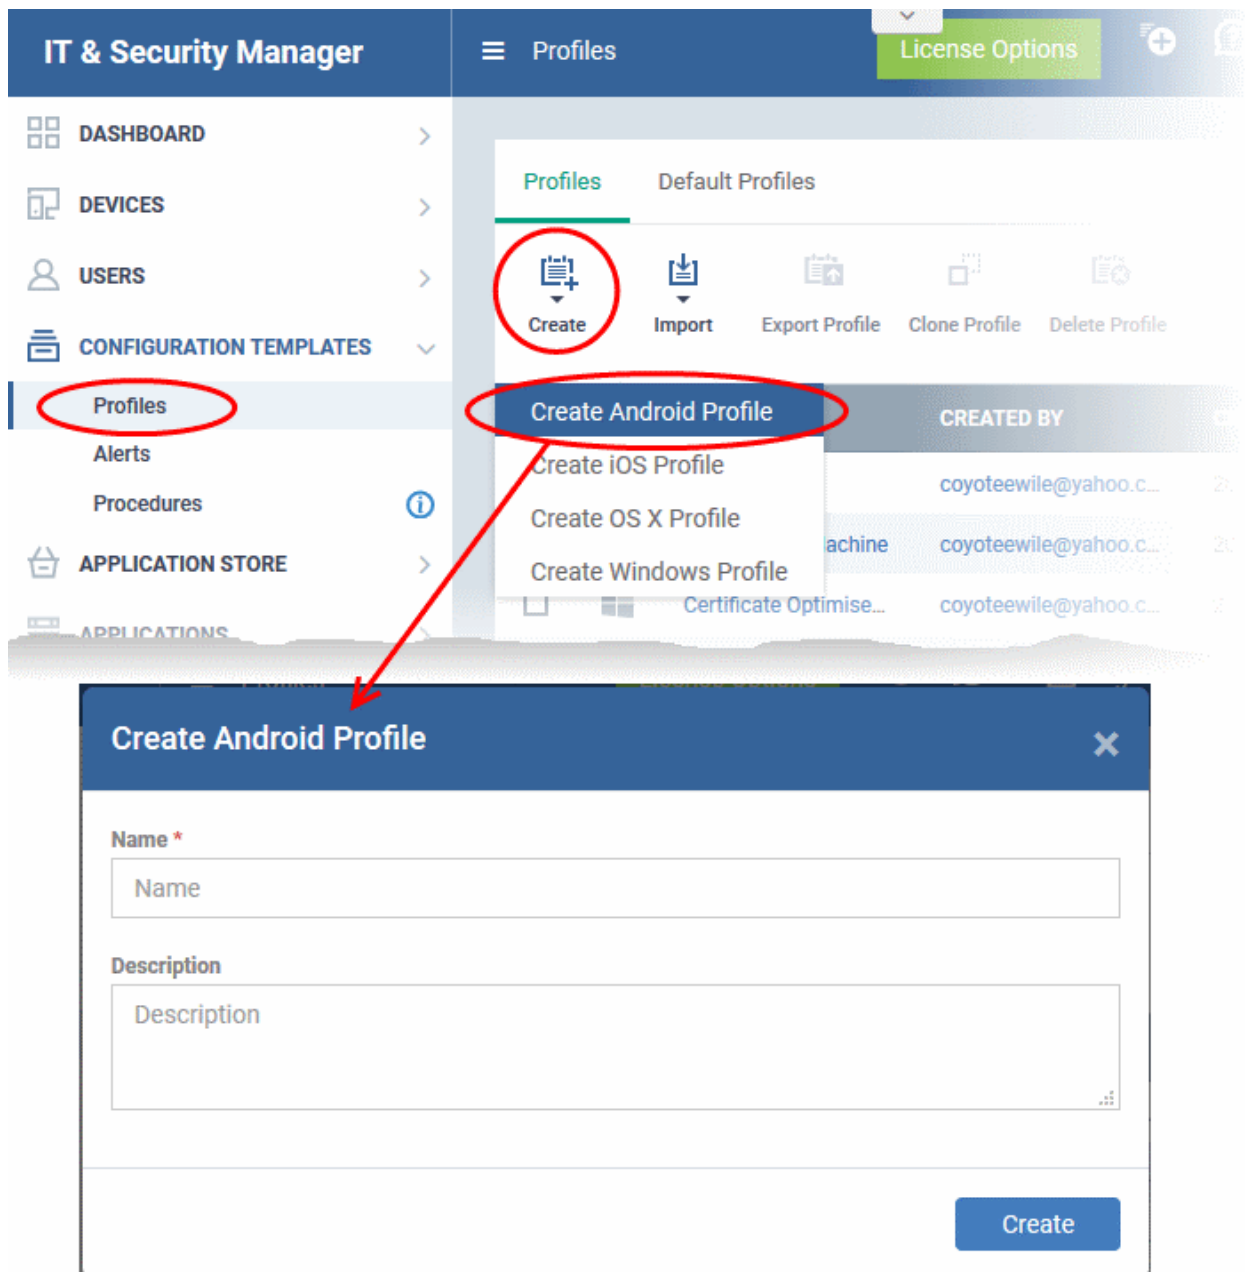 IT & Security Manager
Profiles
License Options
DASHBOARD
DEVICES
USERS
CONFIGURATION TEMPLATES
Profiles
Alerts
Procedures
APPLICATION STORE
APPLICATIONS
Profiles
Default Profiles
Create
Import
Export Profile
Clone Profile
Delete Profile
Create Android Profile
Create iOS Profile
Create OS X Profile
Create Windows Profile
CREATED BY
coyoteewile@yahoo.c...
achine
coyoteewile@yahoo.c...
Certificate Optimise...
coyoteewile@yahoo.c...
Create Android Profile
Name *
Name
Description
Description
Create